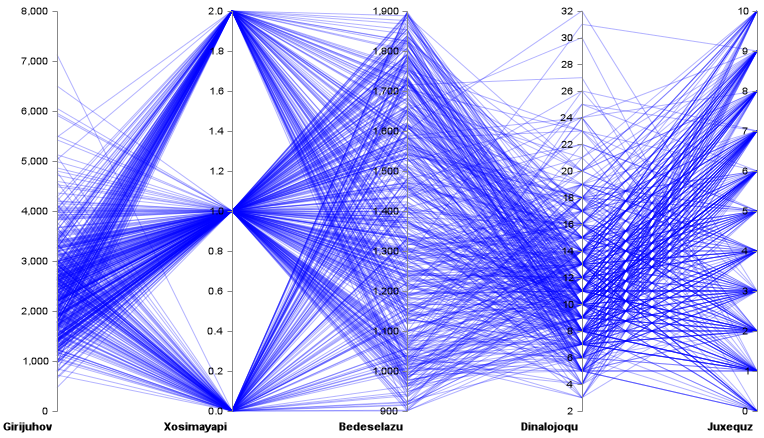 8,000 2.0 1,900 32 10
1,800 30
7,000 1.8 28 9
1,700 26
6,000 1.6 24 8
1,600 22 7
5,000 1.4 20
1,500 6
1.2 18
4,000 1.0 1,400 16 5
14
3,000 0.8 1,300 12 4
1,200 10 3
2,000 0.6
0.4 1,100 8 2
1,000 0.2 1,000 6 1
4
0 0.0 900 2 0
Girijuhov Xosimayapi Bedeselazu Dinalojoqu Juxequz